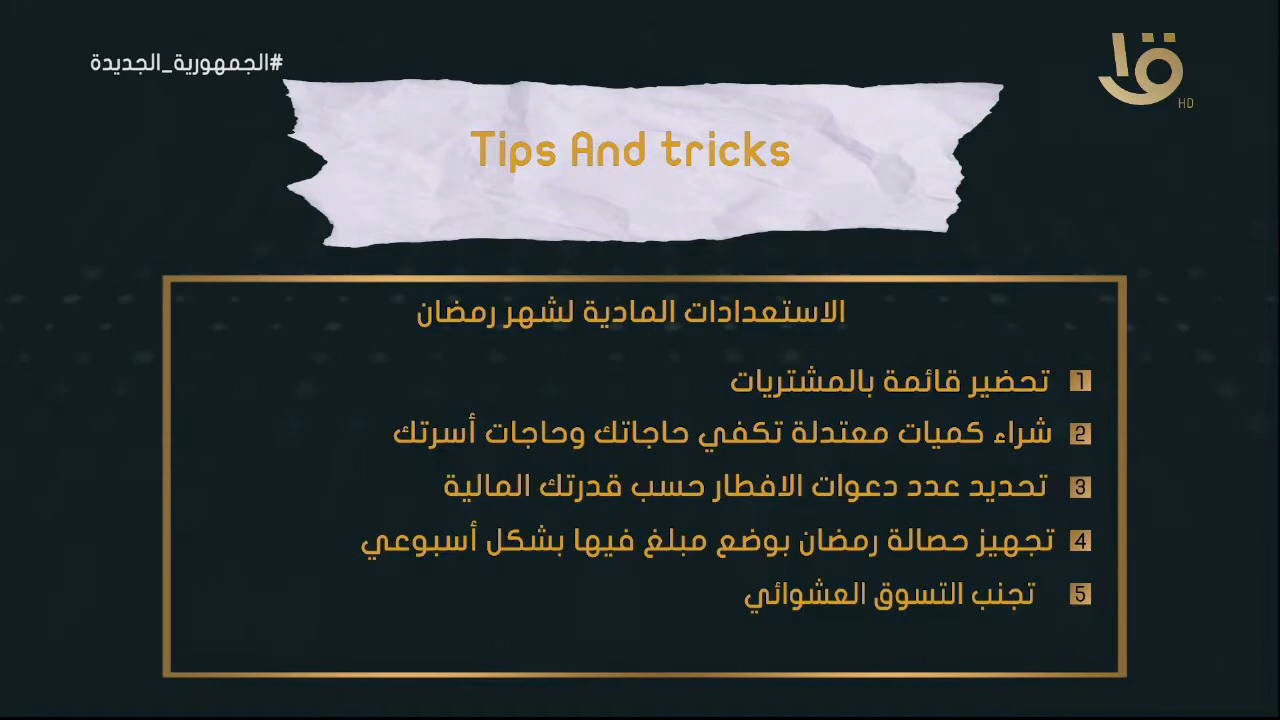 #الجمهورية_الجديدة
HD
Tips And tricks
الاستعدادات المادية لشهر رمضان
1 تحضير قائمة بالمشتريات
2 شراء كميات معتدلة تكفي حاجاتك وحاجات أسرتك
3 تحديد عدد دعوات الافطار حسب قدرتك المالية
4 تجهيز حصالة رمضان بوضع مبلغ فيها بشكل أسبوعي
5 تجنب التسوق العشوائي